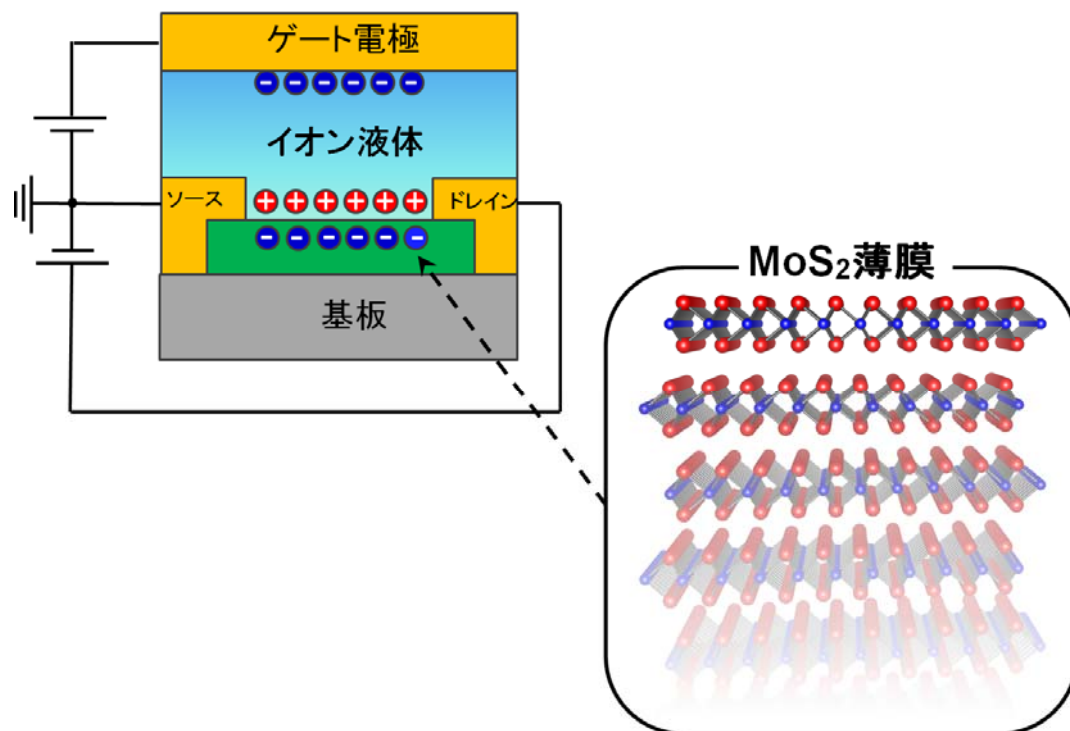 ゲート電極
イオン液体
ソース
ドレイン
基板
MoS₂薄膜